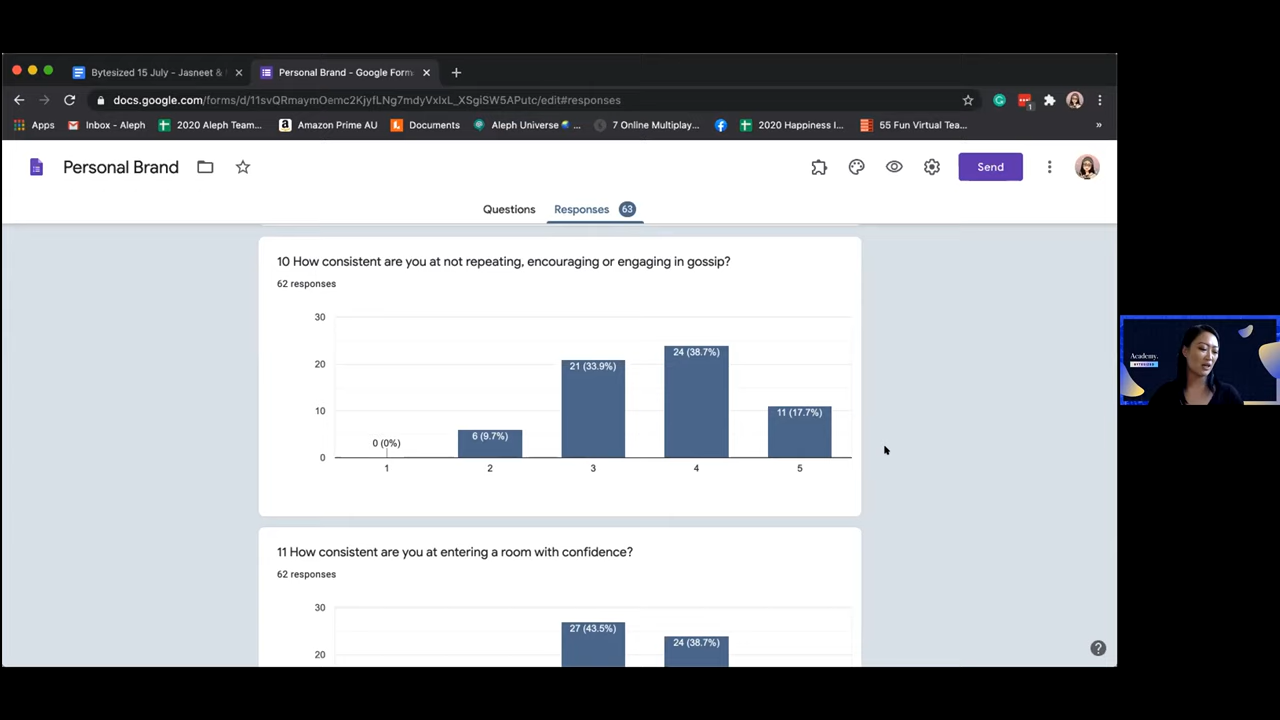 Bytesized 15 July - Jasneet &
Personal Brand - Google Form
docs.google.com/forms/d/11svQRmaymOemc2KjyfLNg7mdyVxIxL_XSgiSW5APutc/edit#responses
1
Apps
Inbox - Aleph
2020 Aleph Team...
Amazon Prime AU
Documents
Aleph Universe
7 Online Multiplay...
2020 Happiness I...
55 Fun Virtual Tea...
»
Personal Brand
Send
Questions
Responses 63
10 How consistent are you at not repeating, encouraging or engaging in gossip?
62 responses
30
20
10
0
0 (0%)
6 (9.7%)
21 (33.9%)
24 (38.7%)
11 (17.7%)
1
2
3
4
5
Academy.
BYTESIZED
11 How consistent are you at entering a room with confidence?
62 responses
30
20
27 (43.5%)
24 (38.7%)